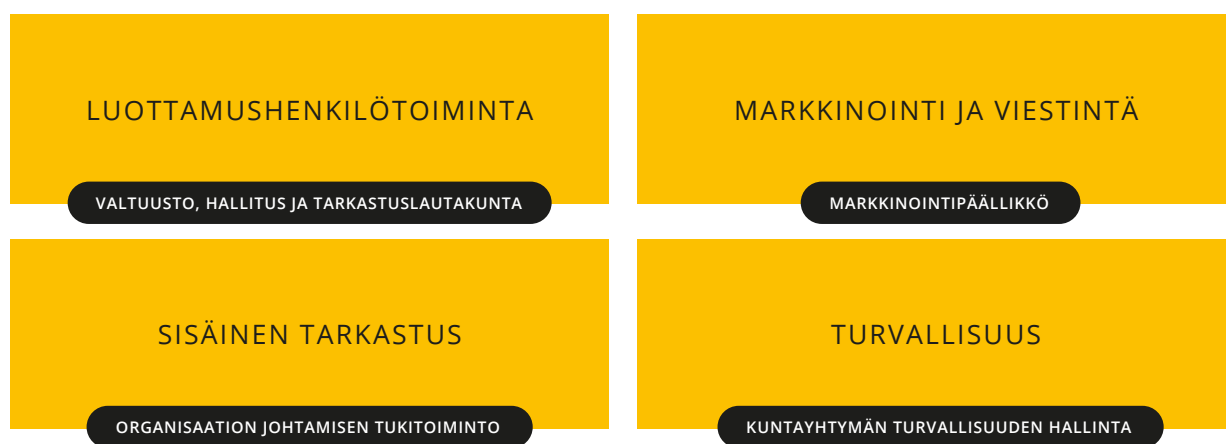 LUOTTAMUSHENKILÖTOIMINTA
VALTUUSTO, HALLITUS JA TARKASTUSLAUTAKUNTA
MARKKINOINTI JA VIESTINTÄ
MARKKINOINTIPÄÄLLIKKÖ
SISÄINEN TARKASTUS
ORGANISAATION JOHTAMISEN TUKITOIMINTO
TURVALLISUUS
KUNTAYHTYMÄN TURVALLISUUDEN HALLINTA